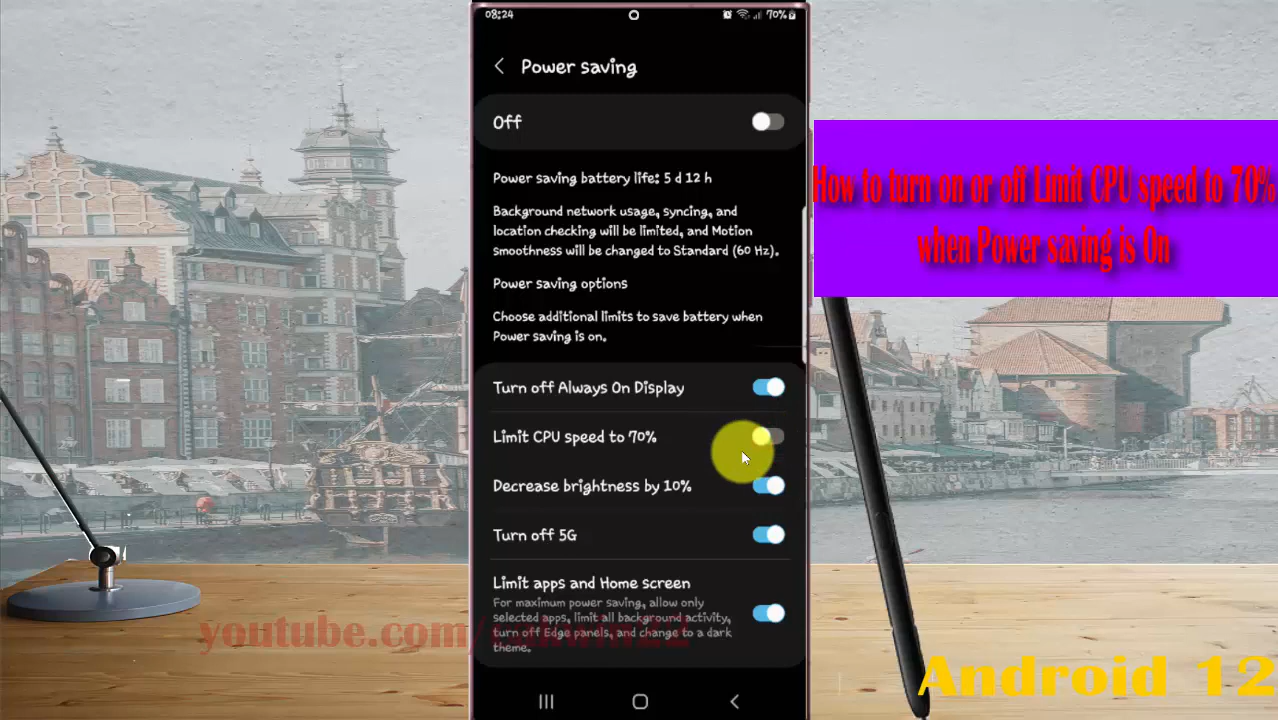 08:24
70%
Power saving
Off
Power saving battery life: 5 d 12 h
Background network usage, syncing, and
location checking will be limited, and Motion
smoothness will be changed to Standard (60 Hz).
Power saving options
Choose additional limits to save battery when
Power saving is on.
Turn off Always On Display
Limit CPU speed to 70%
Decrease brightness by 10%
Turn off 5G
Limit apps and Home screen
For maximum power saving, allow only
selected apps, limit all background activity,
turn off Edge panels, and change to a dark
theme.
How to turn on or off Limit CPU speed to 70%
when Power saving is On
youtube.com/
Android 12